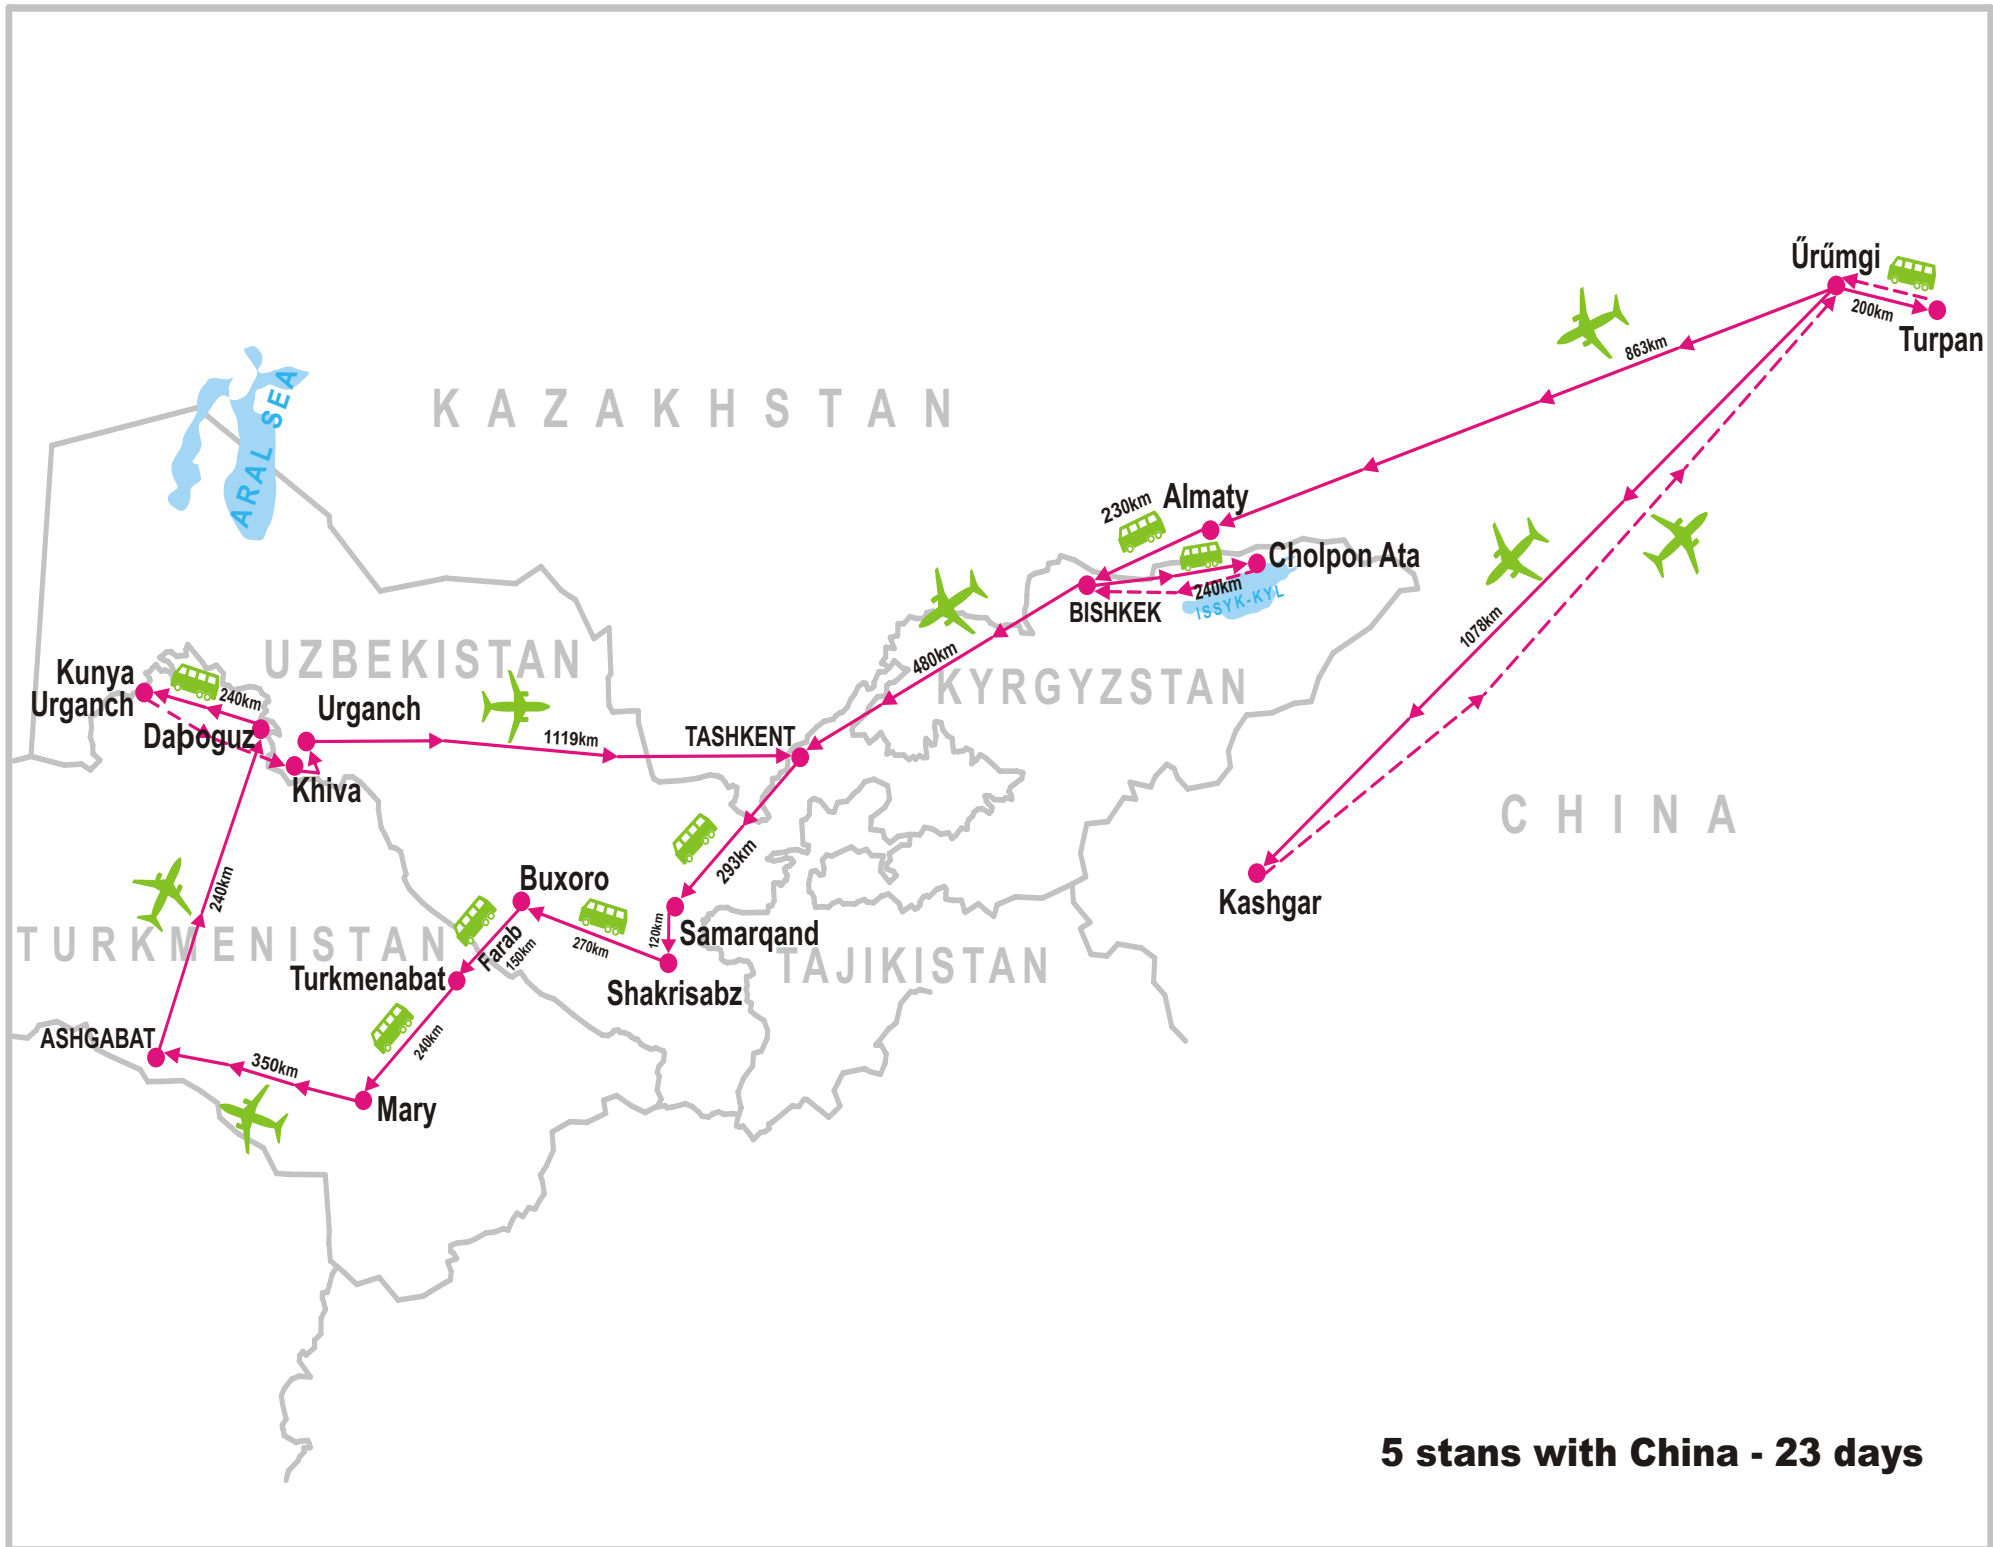 Űrűmgi
200km
Turpan
863km
KAZAKHSTAN
ARAL SEA
Almaty
230km
Cholpon Ata
240km
ISSYK-KYL
BISHKEK
1078km
480km
UZBEKISTAN
KYRGYZSTAN
Kunya
Urganch
240km
Urganch
Daþoguz
1119km
TASHKENT
Khiva
CHINA
293km
Buxoro
240km
Kashgar
120km
Samarqand
270km
Farab
150km
TURKMENISTAN
TAJIKISTAN
Turkmenabat
Shakrisabz
ASHGABAT
240km
350km
Mary
5 stans with China - 23 days